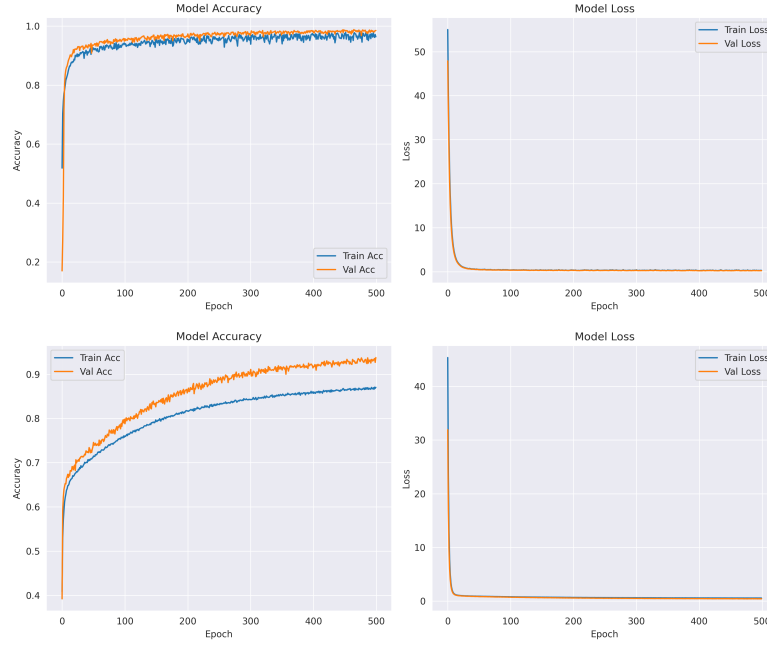 Model Accuracy
1.0
0.8
0.6
0.4
0.2
Accuracy
Train Acc
Val Acc
0 100 200 300 400 500
Epoch
Model Loss
Train Loss
Val Loss
50
40
30
20
10
0
Loss
0 100 200 300 400 500
Epoch
Model Accuracy
Train Acc
Val Acc
0.9
0.8
0.7
0.6
0.5
0.4
Accuracy
0 100 200 300 400 500
Epoch
Model Loss
Train Loss
Val Loss
40
30
20
10
0
Loss
0 100 200 300 400 500
Epoch